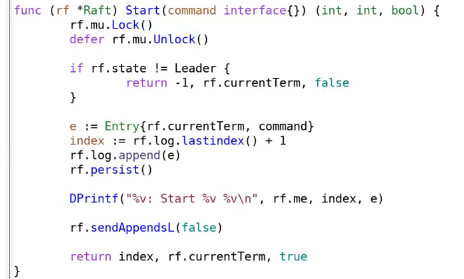 func (rf *Raft) Start(command interface{}) (int, int, bool) {
rf.mu.Lock()
defer rf.mu.Unlock()
if rf.state != Leader {
return -1, rf.currentTerm, false
}
e := Entry{rf.currentTerm, command}
index := rf.log.lastindex() + 1
rf.log.append(e)
rf.persist()
DPrintf("%v: Start %v %v\n", rf.me, index, e)
rf.sendAppendsL(false)
return index, rf.currentTerm, true
}